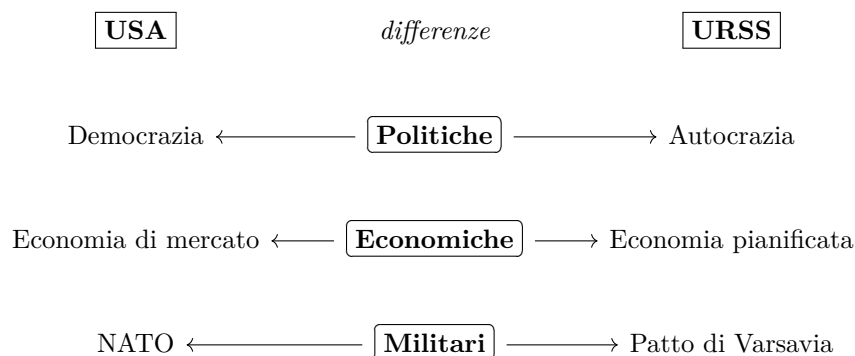 USA differenze URSS
Democrazia Politiche Autocrazia
Economia di mercato Economiche Economia pianificata
NATO Militari Patto di Varsavia